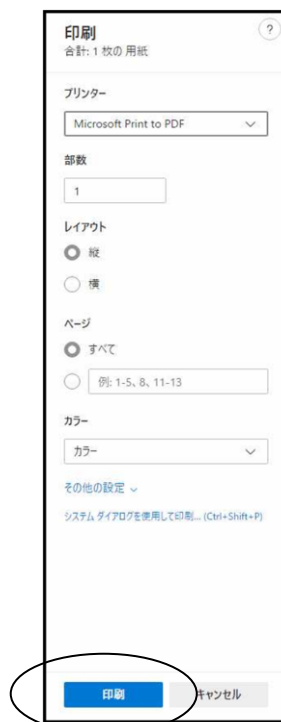 印刷
?
合計: 1 枚の 用紙
プリンター
Microsoft Print to PDF
部数
1
レイアウト
縦
横
ページ
すべて
例: 1-5、8、11-13
カラー
カラー
その他の設定
システム ダイアログを使用して印刷... (Ctrl+Shift+P)
印刷 キャンセル